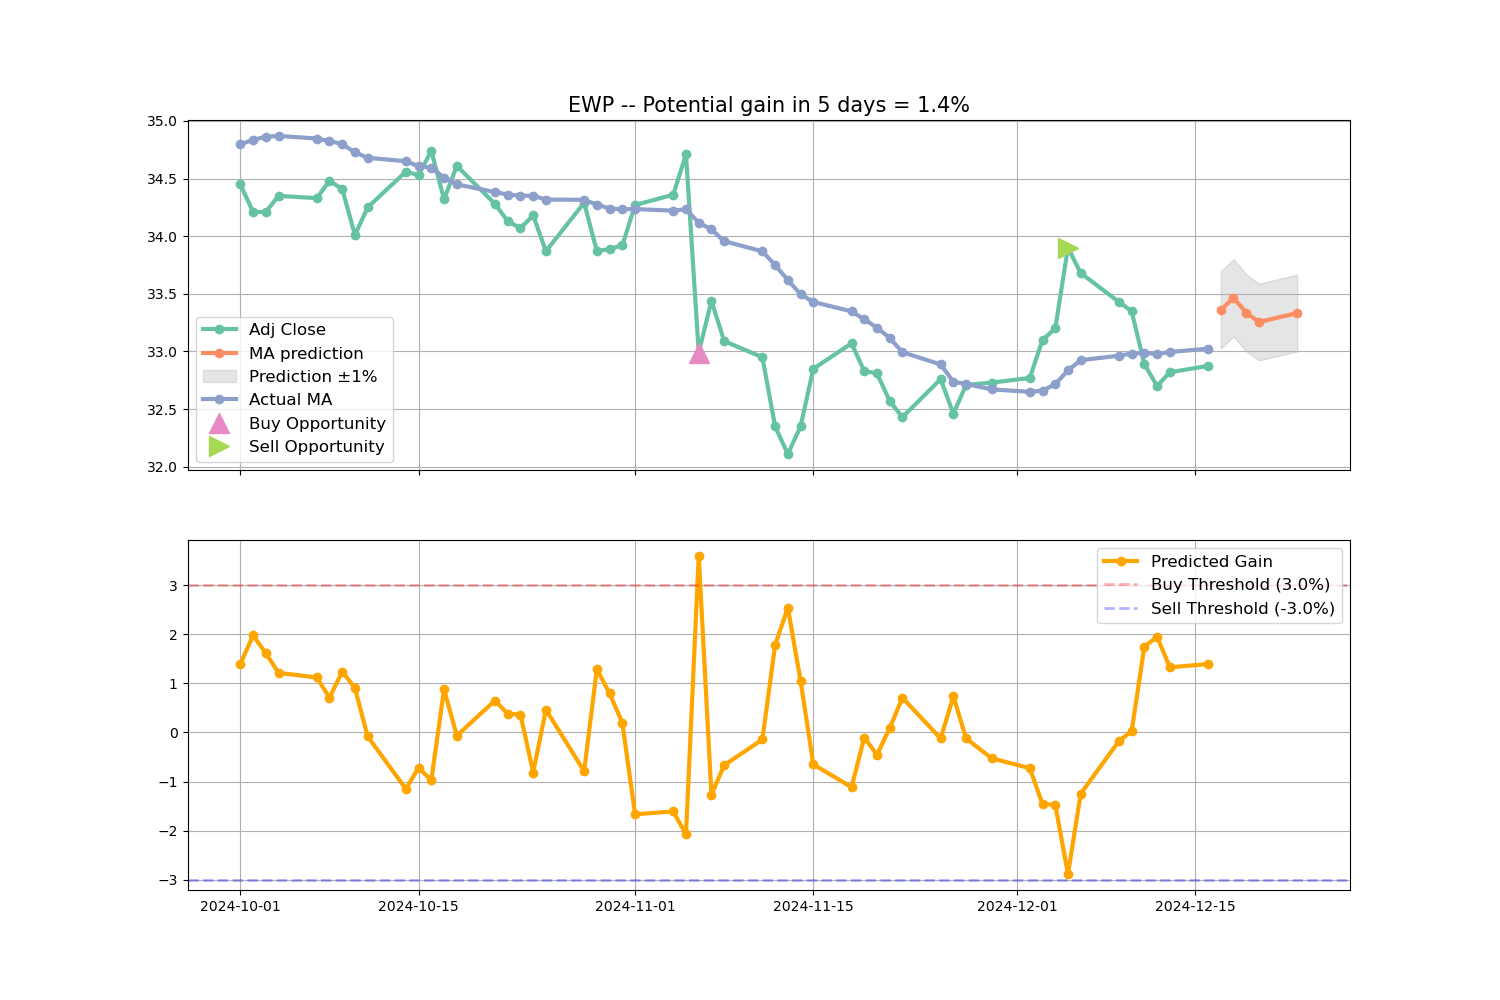 EWP -- Potential gain in 5 days = 1.4%
35.0
34.5
34.0
33.5
33.0
32.5
32.0
Adj Close
MA prediction
Prediction ±1%
Actual MA
Buy Opportunity
Sell Opportunity
3
2
1
0
−1
−2
−3
Predicted Gain
Buy Threshold (3.0%)
Sell Threshold (-3.0%)
2024-10-01 2024-10-15 2024-11-01 2024-11-15 2024-12-01 2024-12-15